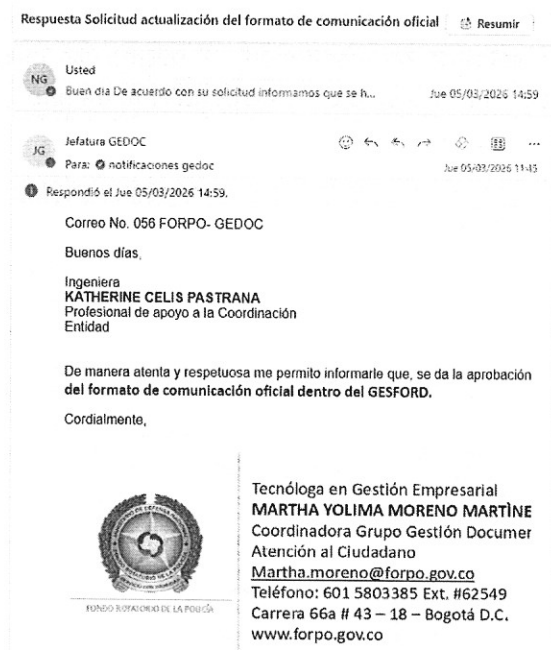 Respuesta Solicitud actualización del formato de comunicación oficial Resumir
NG
Usted
Buen dia De acuerdo con su solicitud informamos que se h... Jue 05/03/2026 14:59
JG
Jefatura GEDOC
Para: notificaciones gedoc
Jue 05/03/2026 11:45
Respondió el Jue 05/03/2026 14:59.
Correo No. 056 FORPO- GEDOC
Buenos días,
Ingeniera
KATHERINE CELIS PASTRANA
Profesional de apoyo a la Coordinación
Entidad
De manera atenta y respetuosa me permito informarle que, se da la aprobación
del formato de comunicación oficial dentro del GESFORD.
Cordialmente,
FONDO ROTATORIO DE LA POLICÍA
Tecnóloga en Gestión Empresarial
MARTHA YOLIMA MORENO MARTÌNE
Coordinadora Grupo Gestión Documer
Atención al Ciudadano
Martha.moreno@forpo.gov.co
Teléfono: 601 5803385 Ext. #62549
Carrera 66a # 43 – 18 – Bogotá D.C.
www.forpo.gov.co